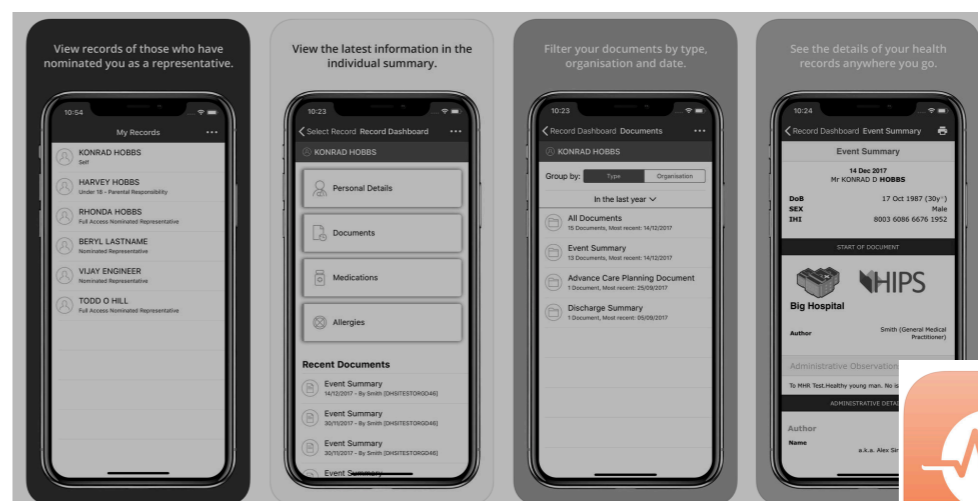 View records of those who have
nominated you as a representative.
10:54
My Records
KONRAD HOBBS
Self
HARVEY HOBBS
Under 18 - Parental Responsibility
RHONDA HOBBS
Full Access Nominated Representative
BERYL LASTNAME
Nominated Representative
VIJAY ENGINEER
Nominated Representative
TODD O HILL
Full Access Nominated Representative
View the latest information in the
individual summary.
10:23
Select Record Record Dashboard
KONRAD HOBBS
Personal Details
Documents
Medications
Allergies
Recent Documents
Event Summary
14/12/2017 - By Smith [DHSITESTORGD46]
Event Summary
30/11/2017 - By Smith [DHSITESTORGD46]
Event Summary
30/11/2017 - By Smith [DHSITESTORGD46]
Event Summary
Filter your documents by type,
organisation and date.
10:23
Record Dashboard Documents
KONRAD HOBBS
Group by: Type Organisation
In the last year
All Documents
15 Documents, Most recent: 14/12/2017
Event Summary
13 Documents, Most recent: 14/12/2017
Advance Care Planning Document
1 Document, Most recent: 25/09/2017
Discharge Summary
1 Document, Most recent: 05/09/2017
See the details of your health
records anywhere you go.
10:24
Record Dashboard Event Summary
Event Summary
14 Dec 2017
Mr KONRAD D HOBBS
DoB 17 Oct 1987 (30y*)
SEX Male
IHI 8003 6086 6676 1952
START OF DOCUMENT
HIPS
Big Hospital
Author Smith (General Medical
Practitioner)
Administrative Observations
To MHR Test.Healthy young man. No is
ADMINISTRATIVE DETAI
Author
Name
a.k.a. Alex